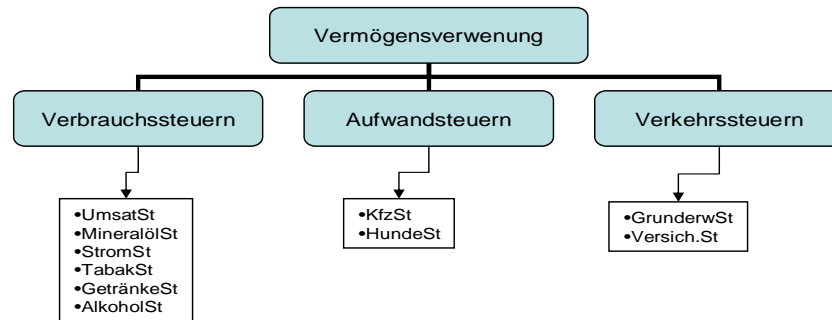 Vermögensverwenung
Verbrauchssteuern
Aufwandsteuern
Verkehrssteuern
•UmsatSt
•MineralölSt
•StromSt
•TabakSt
•GetränkeSt
•AlkoholSt
•KfzSt
•HundeSt
•GrunderwSt
•Versich.St